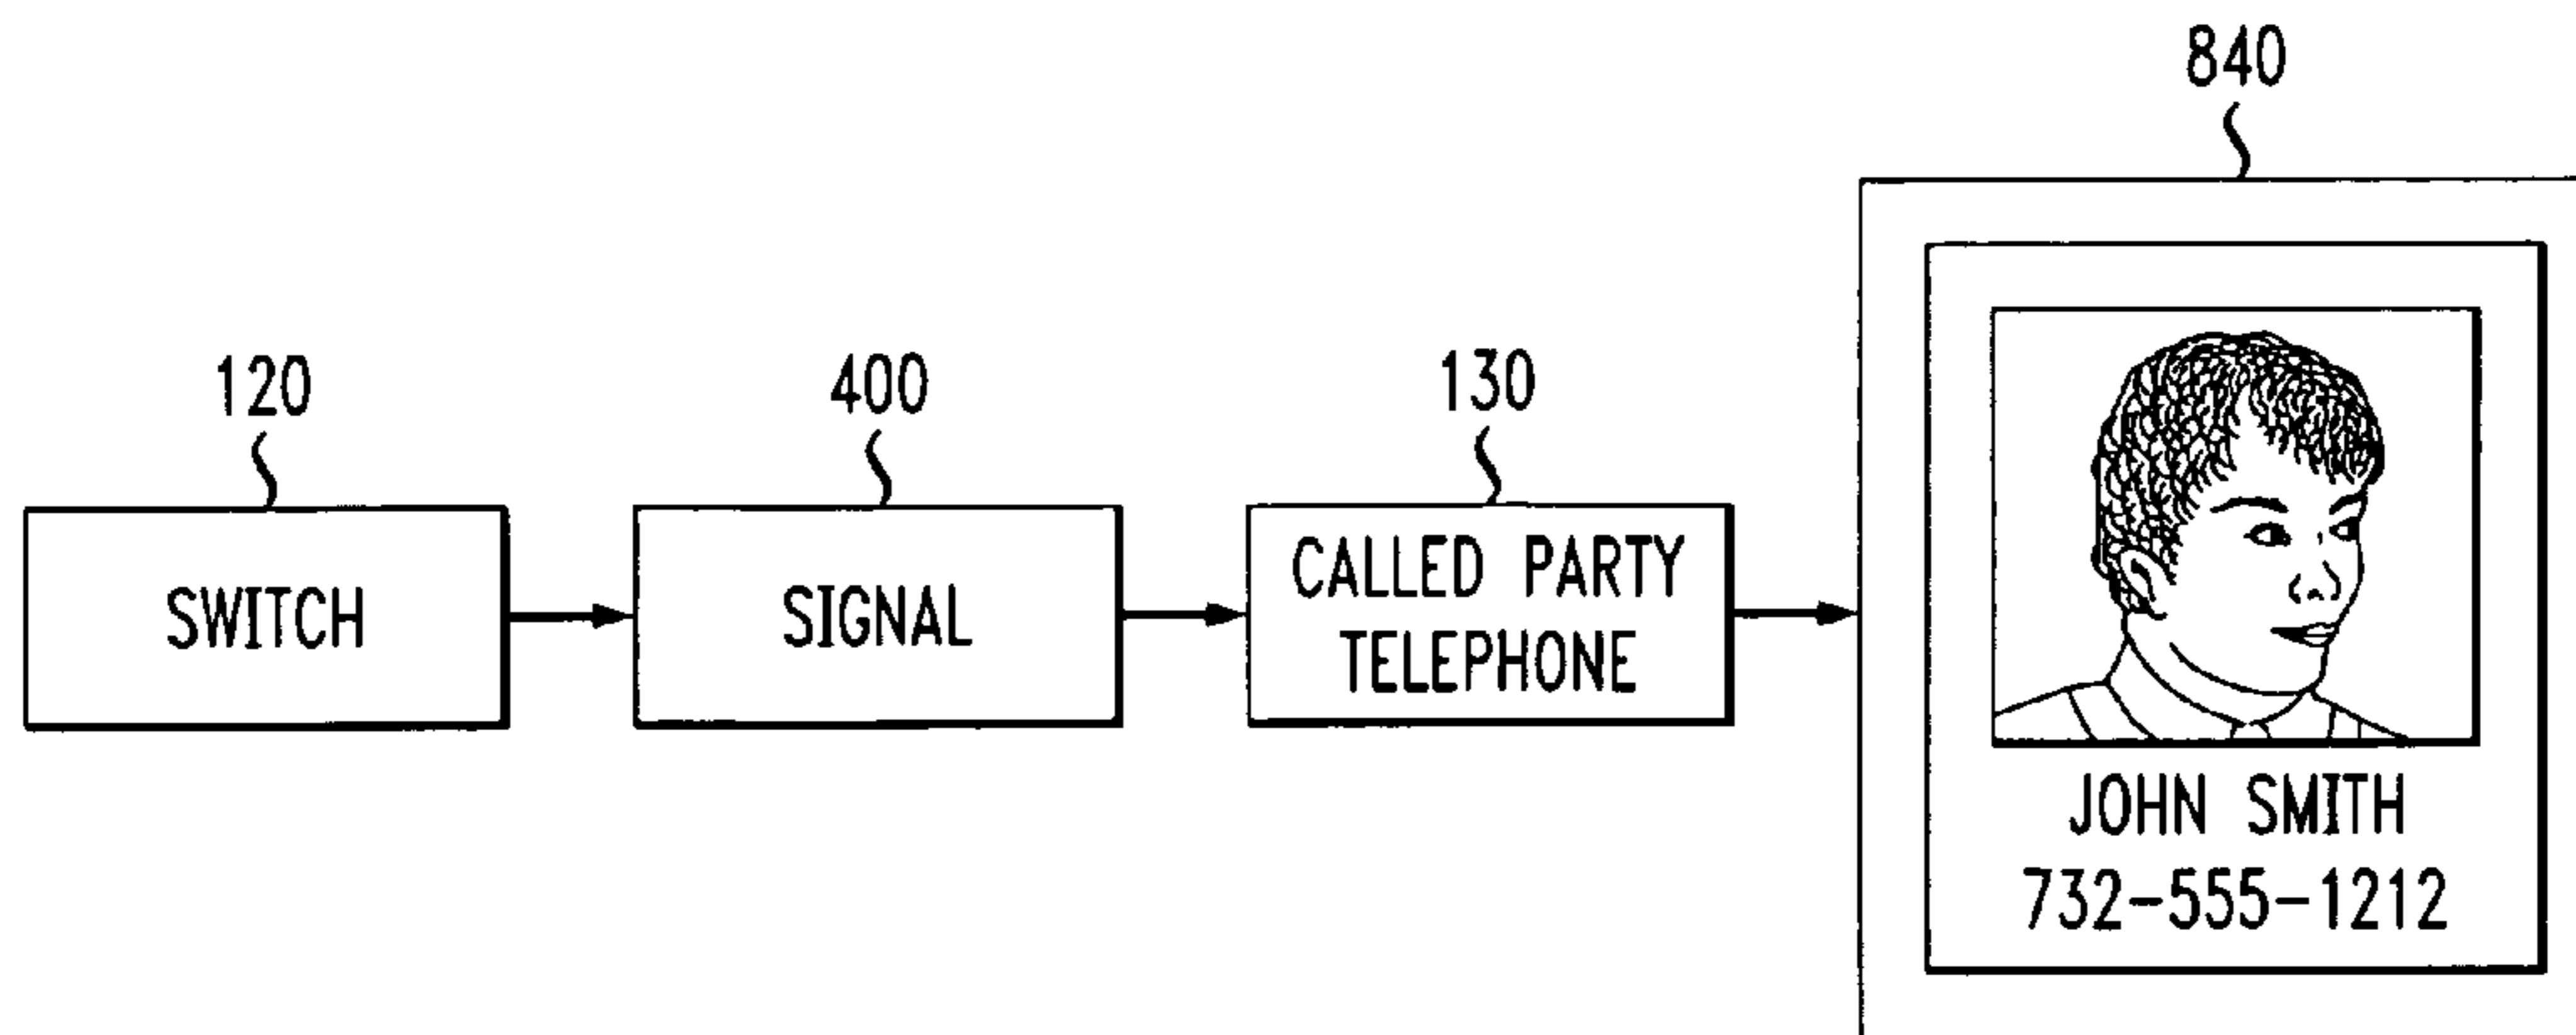 840
120
400
130
SWITCH
SIGNAL
CALLED PARTY
TELEPHONE
JOHN SMITH
732-555-1212